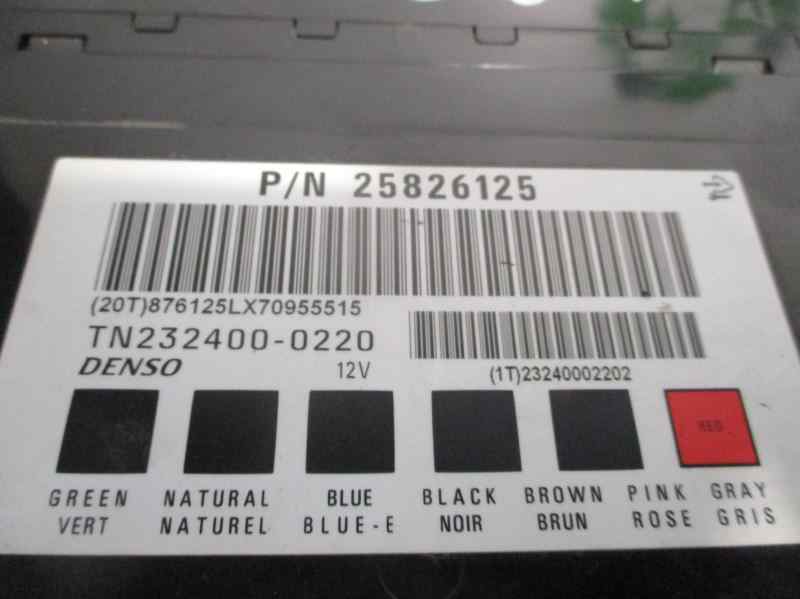 P/N 25826125
(20T)876125LX70955515
TN232400-0220
DENSO 12V
(1T)23240002202
RED
GREEN NATURAL BLUE BLACK BROWN PINK GRAY
VERT NATUREL BLUE-E NOIR BRUN ROSE GRIS